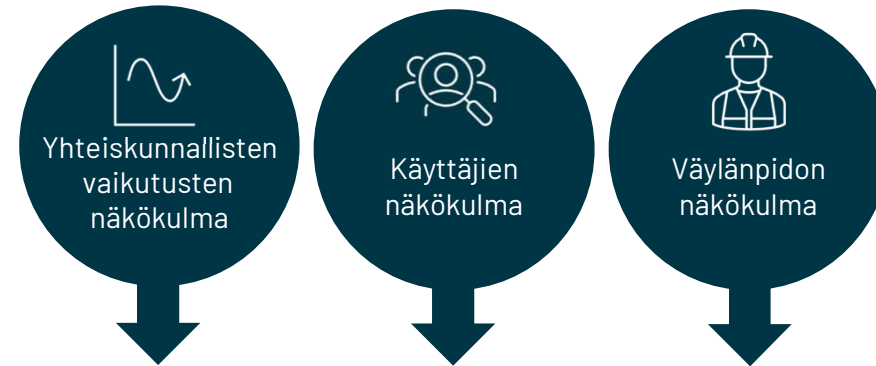 Yhteiskunnallisten
vaikutusten
näkökulma
Käyttäjien
näkökulma
Väylänpidon
näkökulma